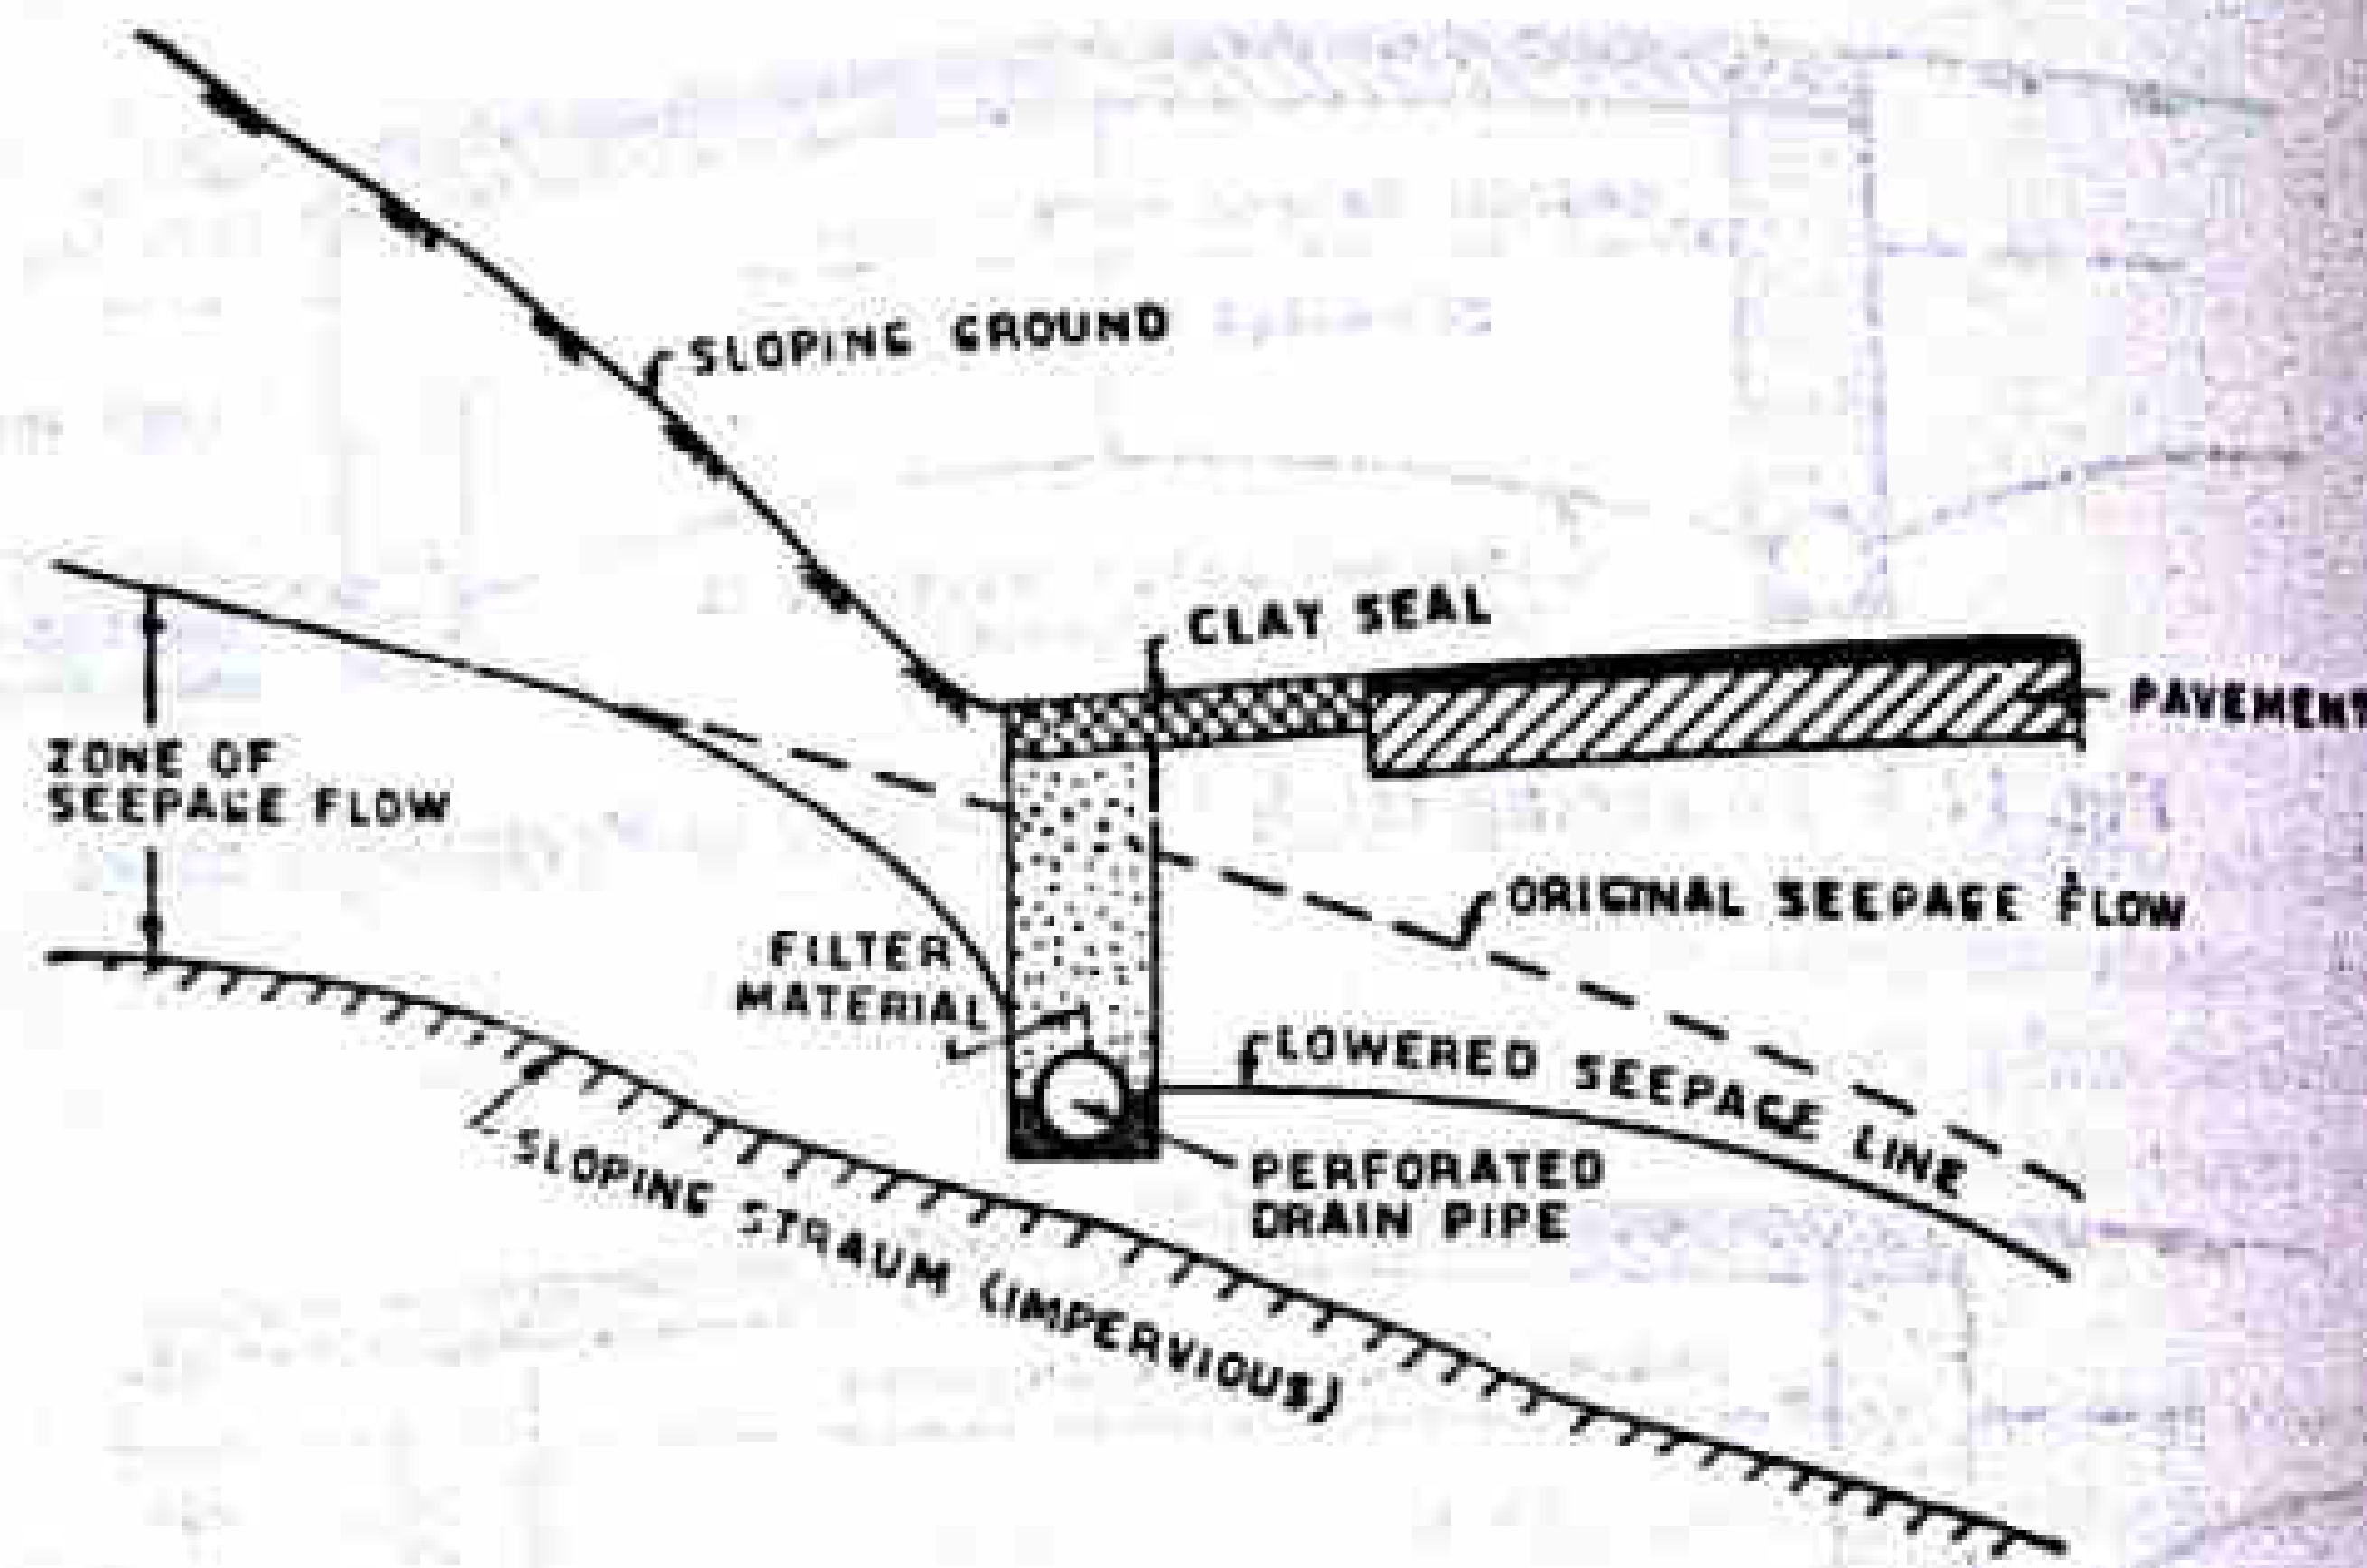 SLOPING GROUND
CLAY SEAL
PAVEMENT
ZONE OF
SEEPAGE FLOW
ORIGINAL SEEPAGE FLOW
FILTER
MATERIAL
LOWERED SEEPAGE LINE
PERFORATED
DRAIN PIPE
SLOPING STRAUM (IMPERVIOUS)